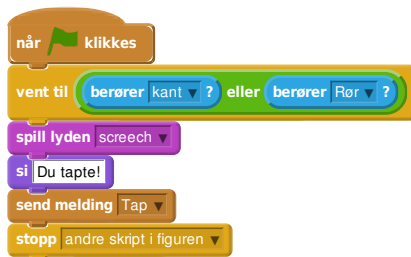 når klikkes
vent til berører kant ? eller berører Rør ?
spill lyden screech
si Du tapte!
send melding Tap
stopp andre skript i figuren